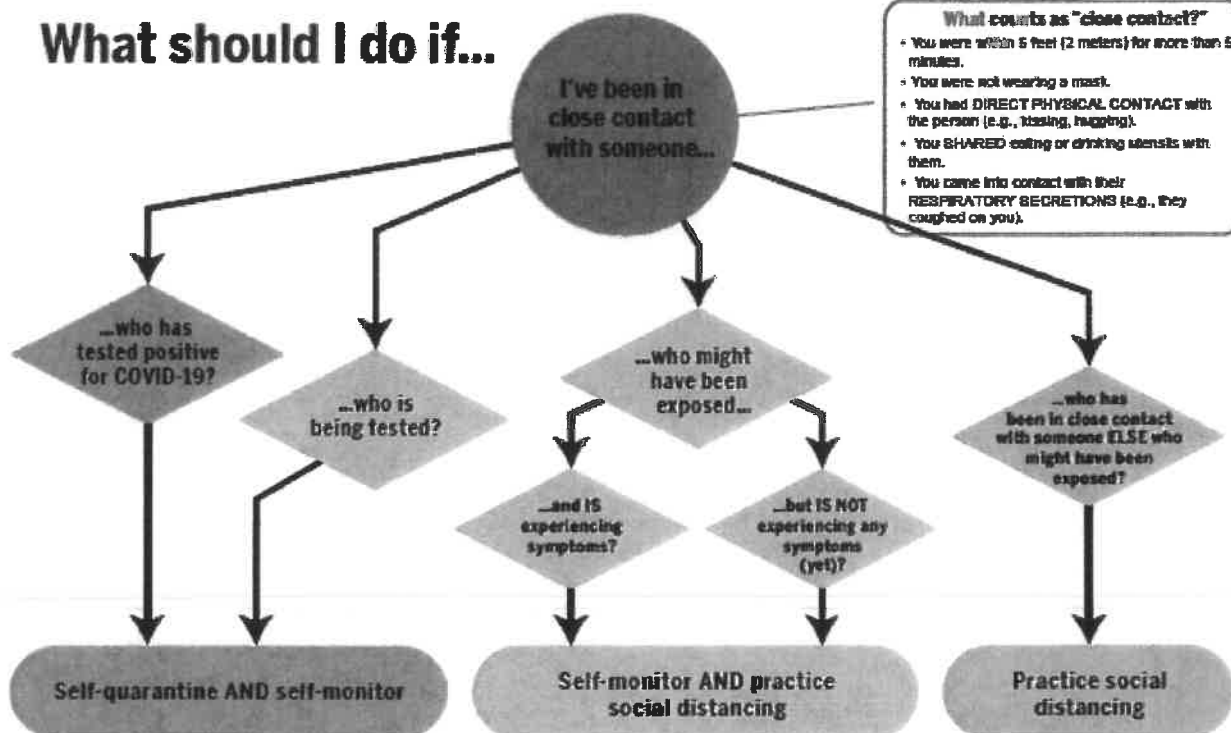 What should I do if...
I've been in
close contact
with someone...
What counts as "close contact?"
• You were within feet (2 meters) for more than
minutes.
• You were not wearing a mask.
• You had DIRECT PHYSICAL CONTACT with
the person (e.g., kissing, hugging).
• You SHARED eating or drinking utensils with
them.
• You came into contact with their
RESPIRATORY SECRETIONS (e.g., they
coughed on you).
...who has
tested positive
for COVID-19?
...who is
being tested?
...who might
have been
exposed...
...and IS
experiencing
symptoms?
...but IS NOT
experiencing any
symptoms
(yet)?
...who has
been in close contact
with someone ELSE who
might have been
exposed?
Self-quarantine AND self-monitor
Self-monitor AND practice
social distancing
Practice social
distancing